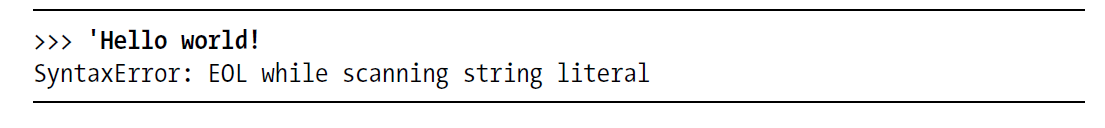 >>> 'Hello world!
SyntaxError: EOL while scanning string literal